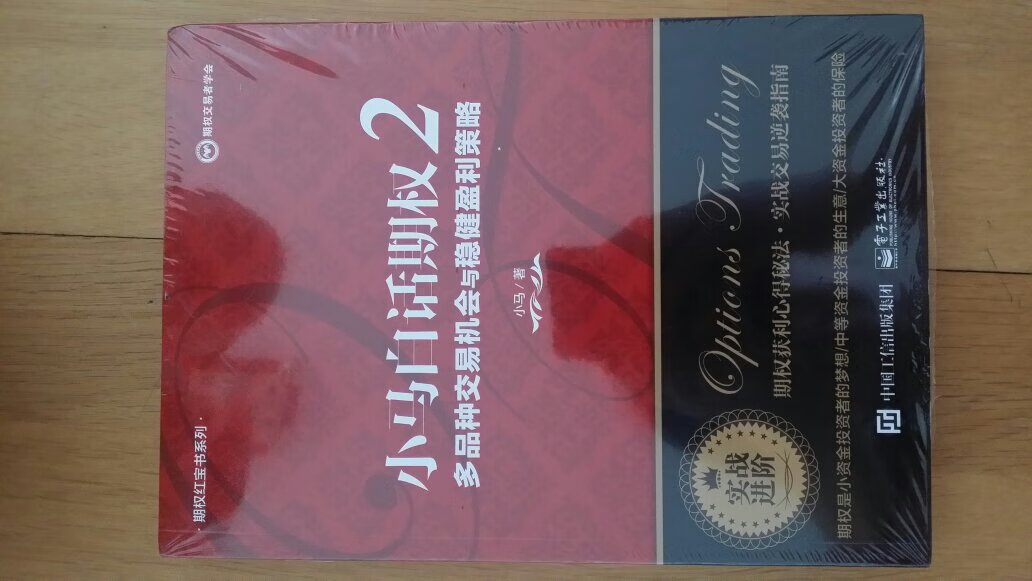 ·期权红宝书系列·
期权交易者学会
小马白话期权2
多品种交易机会与稳健盈利策略
小马/著
Options Trading
期权获利心得秘法·实战交易逆袭指南
实战
进阶
期权是小资金投资者的梦想/中等资金投资者的生意/大资金投资者的保险
中国工信出版集团
电子工业出版社
PUBLISHING HOUSE OF ELECTRONICS INDUSTRY